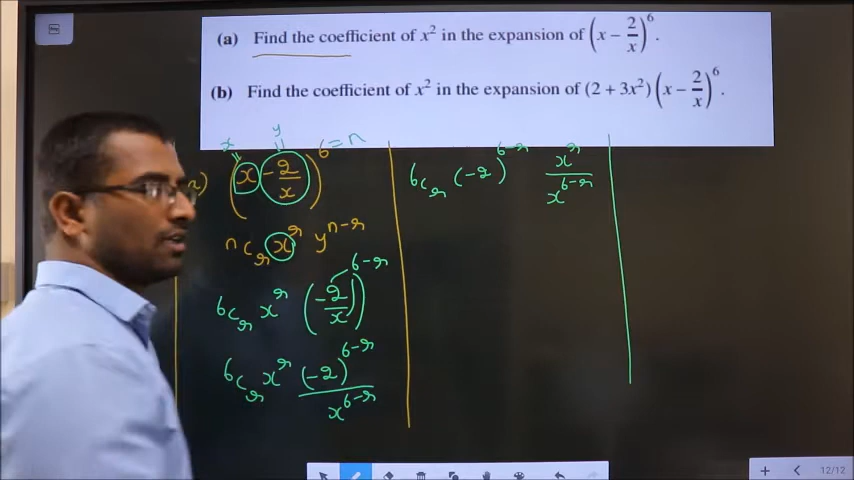 (a) Find the coefficient of x² in the expansion of (x − 2/x)⁶.
(b) Find the coefficient of x² in the expansion of (2 + 3x²)(x − 2/x)⁶.
x y
(x − 2/x)⁶ = n
nCᵣ xʳ yⁿ⁻ʳ
6Cᵣ xʳ (−2/x)⁶⁻ʳ
6Cᵣ xʳ (−2)⁶⁻ʳ / x⁶⁻ʳ
6Cᵣ (−2)⁶⁻ʳ xʳ / x⁶⁻ʳ
12/12